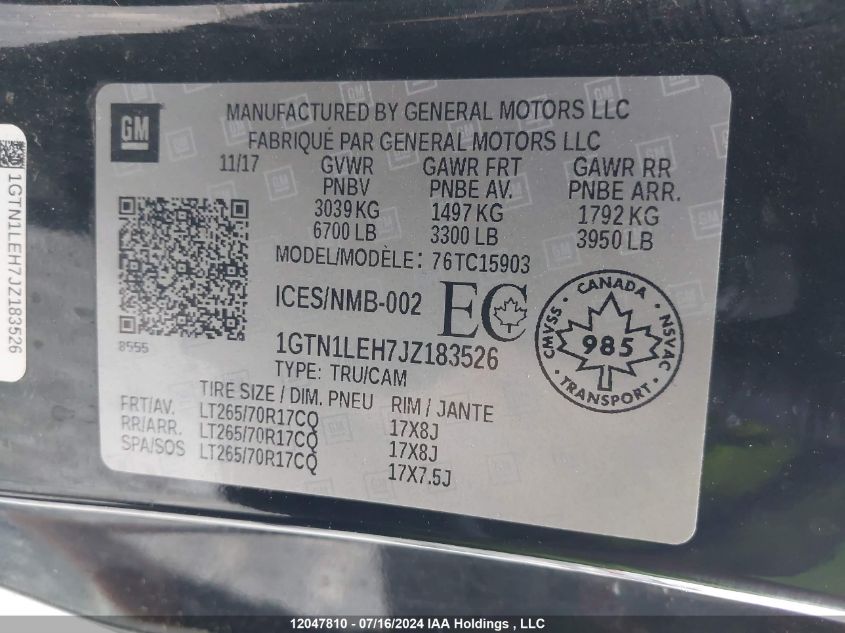 GM
MANUFACTURED BY GENERAL MOTORS LLC
FABRIQUÉ PAR GENERAL MOTORS LLC
11/17 GVWR GAWR FRT GAWR RR
PNBV PNBE AV. PNBE ARR.
3039 KG 1497 KG 1792 KG
6700 LB 3300 LB 3950 LB
MODEL/MODÈLE: 76TC15903
ICES/NMB-002 EC
8555
1GTN1LEH7JZ183526
TYPE: TRU/CAM
CANADA
CMVSS NSVAC
985
TRANSPORT
TIRE SIZE / DIM. PNEU RIM / JANTE
FRT/AV. LT265/70R17CQ 17X8J
RR/ARR. LT265/70R17CQ 17X8J
SPA/SOS LT265/70R17CQ 17X7.5J
1GTN1LEH7JZ183526
12047810 - 07/16/2024 IAA Holdings , LLC